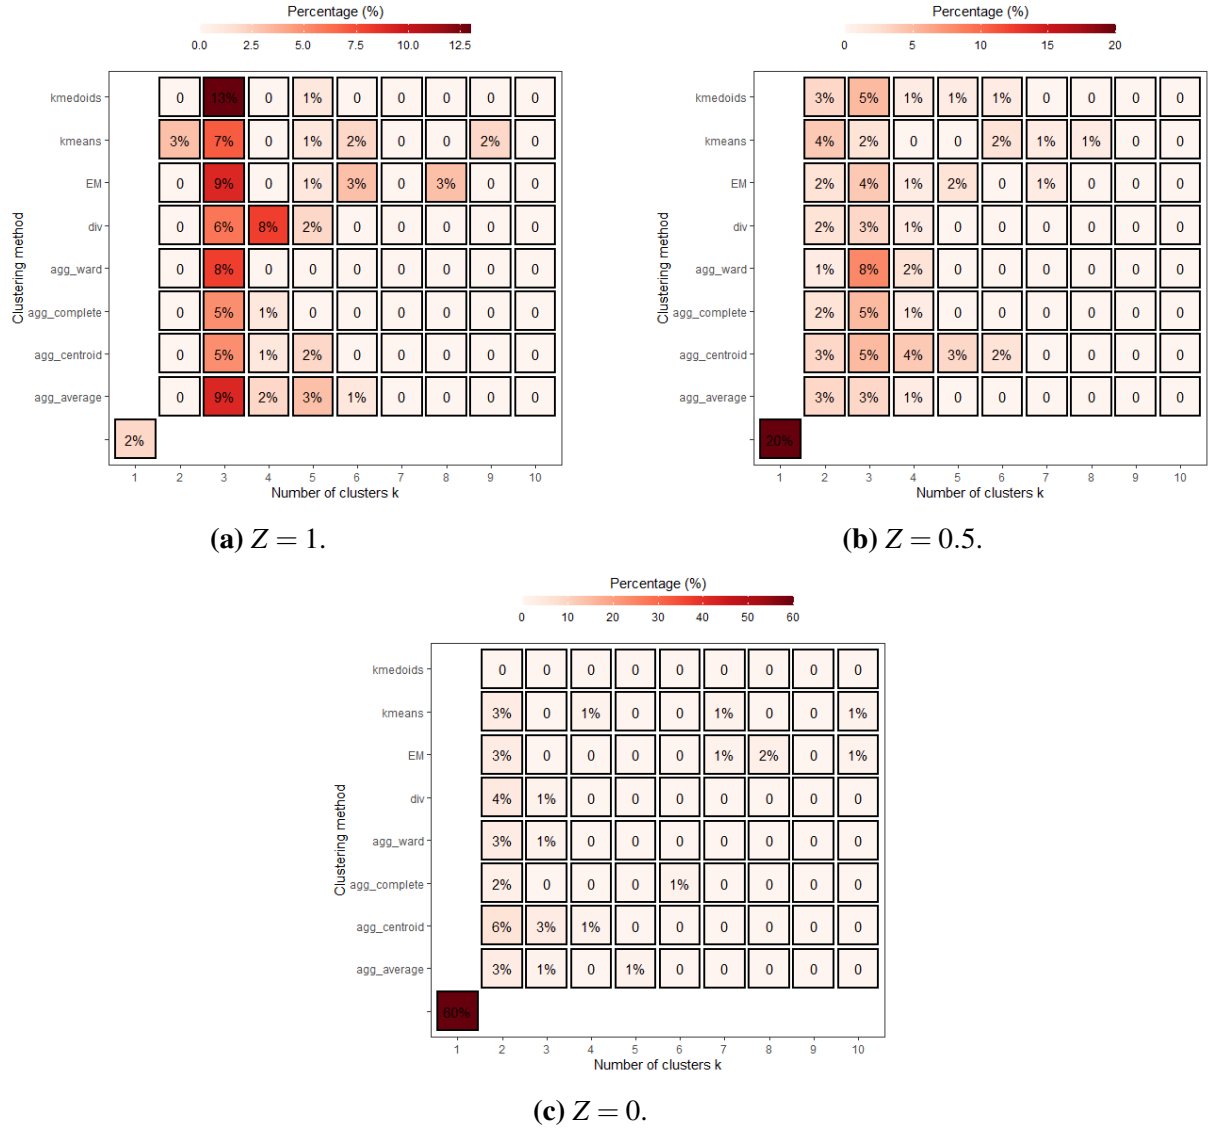 Percentage (%)
0.0 2.5 5.0 7.5 10.0 12.5
Clustering method
kmedoids 0 13% 0 1% 0 0 0 0 0
kmeans 3% 7% 0 1% 2% 0 0 2% 0
EM 0 9% 0 1% 3% 0 3% 0 0
div 0 6% 8% 2% 0 0 0 0 0
agg_ward 0 8% 0 0 0 0 0 0 0
agg_complete 0 5% 1% 0 0 0 0 0 0
agg_centroid 0 5% 1% 2% 0 0 0 0 0
agg_average 0 9% 2% 3% 1% 0 0 0 0
2%
1 2 3 4 5 6 7 8 9 10
Number of clusters k
(a) Z = 1.
Percentage (%)
0 5 10 15 20
Clustering method
kmedoids 3% 5% 1% 1% 1% 0 0 0 0
kmeans 4% 2% 0 0 2% 1% 1% 0 0
EM 2% 4% 1% 2% 0 1% 0 0 0
div 2% 3% 1% 0 0 0 0 0 0
agg_ward 1% 8% 2% 0 0 0 0 0 0
agg_complete 2% 5% 1% 0 0 0 0 0 0
agg_centroid 3% 5% 4% 3% 2% 0 0 0 0
agg_average 3% 3% 1% 0 0 0 0 0 0
20%
1 2 3 4 5 6 7 8 9 10
Number of clusters k
(b) Z = 0.5.
Percentage (%)
0 10 20 30 40 50 60
Clustering method
kmedoids 0 0 0 0 0 0 0 0 0
kmeans 3% 0 1% 0 0 1% 0 0 1%
EM 3% 0 0 0 0 1% 2% 0 1%
div 4% 1% 0 0 0 0 0 0 0
agg_ward 3% 1% 0 0 0 0 0 0 0
agg_complete 2% 0 0 0 1% 0 0 0 0
agg_centroid 6% 3% 1% 0 0 0 0 0 0
agg_average 3% 1% 0 1% 0 0 0 0 0
60%
1 2 3 4 5 6 7 8 9 10
Number of clusters k
(c) Z = 0.